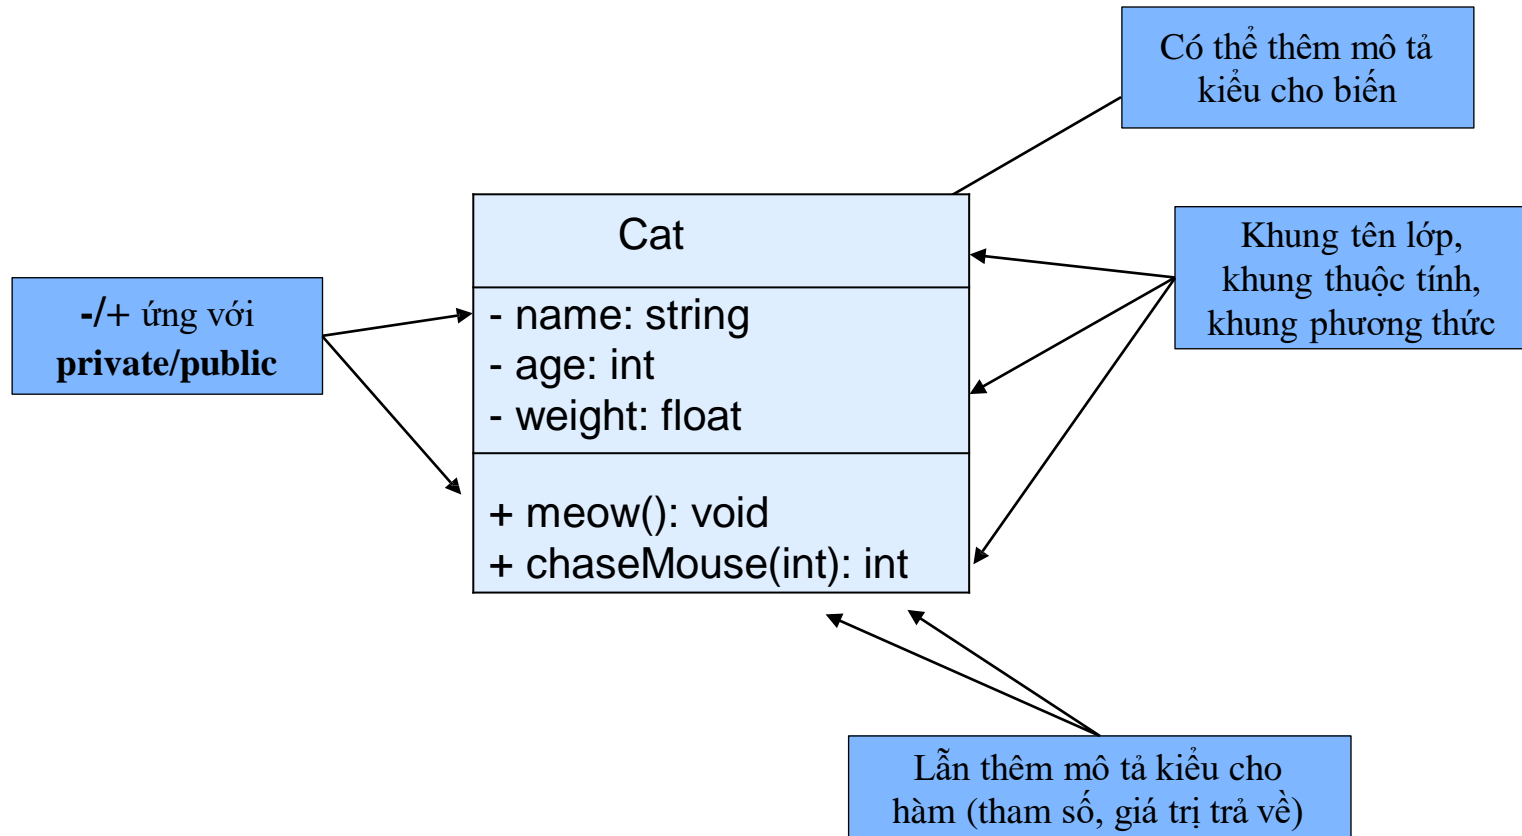 Có thể thêm mô tả
kiểu cho biến
Cat
Khung tên lớp,
khung thuộc tính,
khung phương thức
-/+ ứng với
private/public
- name: string
- age: int
- weight: float
+ meow(): void
+ chaseMouse(int): int
Lẫn thêm mô tả kiểu cho
hàm (tham số, giá trị trả về)